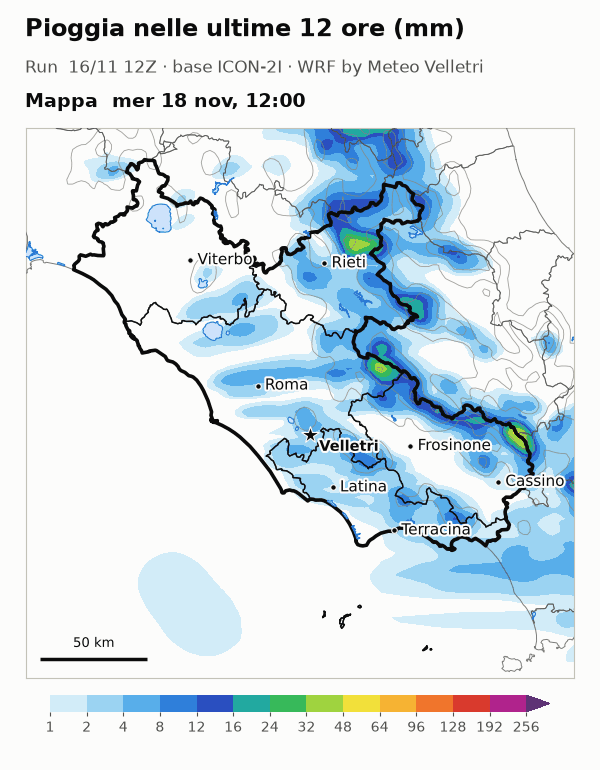 Pioggia nelle ultime 12 ore (mm)
Run  16/11 12Z · base ICON-2I · WRF by Meteo Velletri
Mappa  mer 18 nov, 12:00
Viterbo
Rieti
Roma
Velletri
Frosinone
Latina
Cassino
Terracina
50 km
1 2 4 8 12 16 24 32 48 64 96 128 192 256